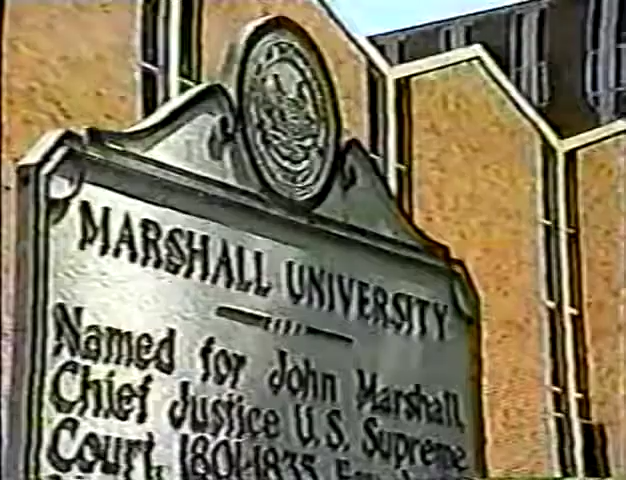 MARSHALL UNIVERSITY
Named for John Marshall,
Chief Justice U.S. Supreme
Court, 1801-1835.